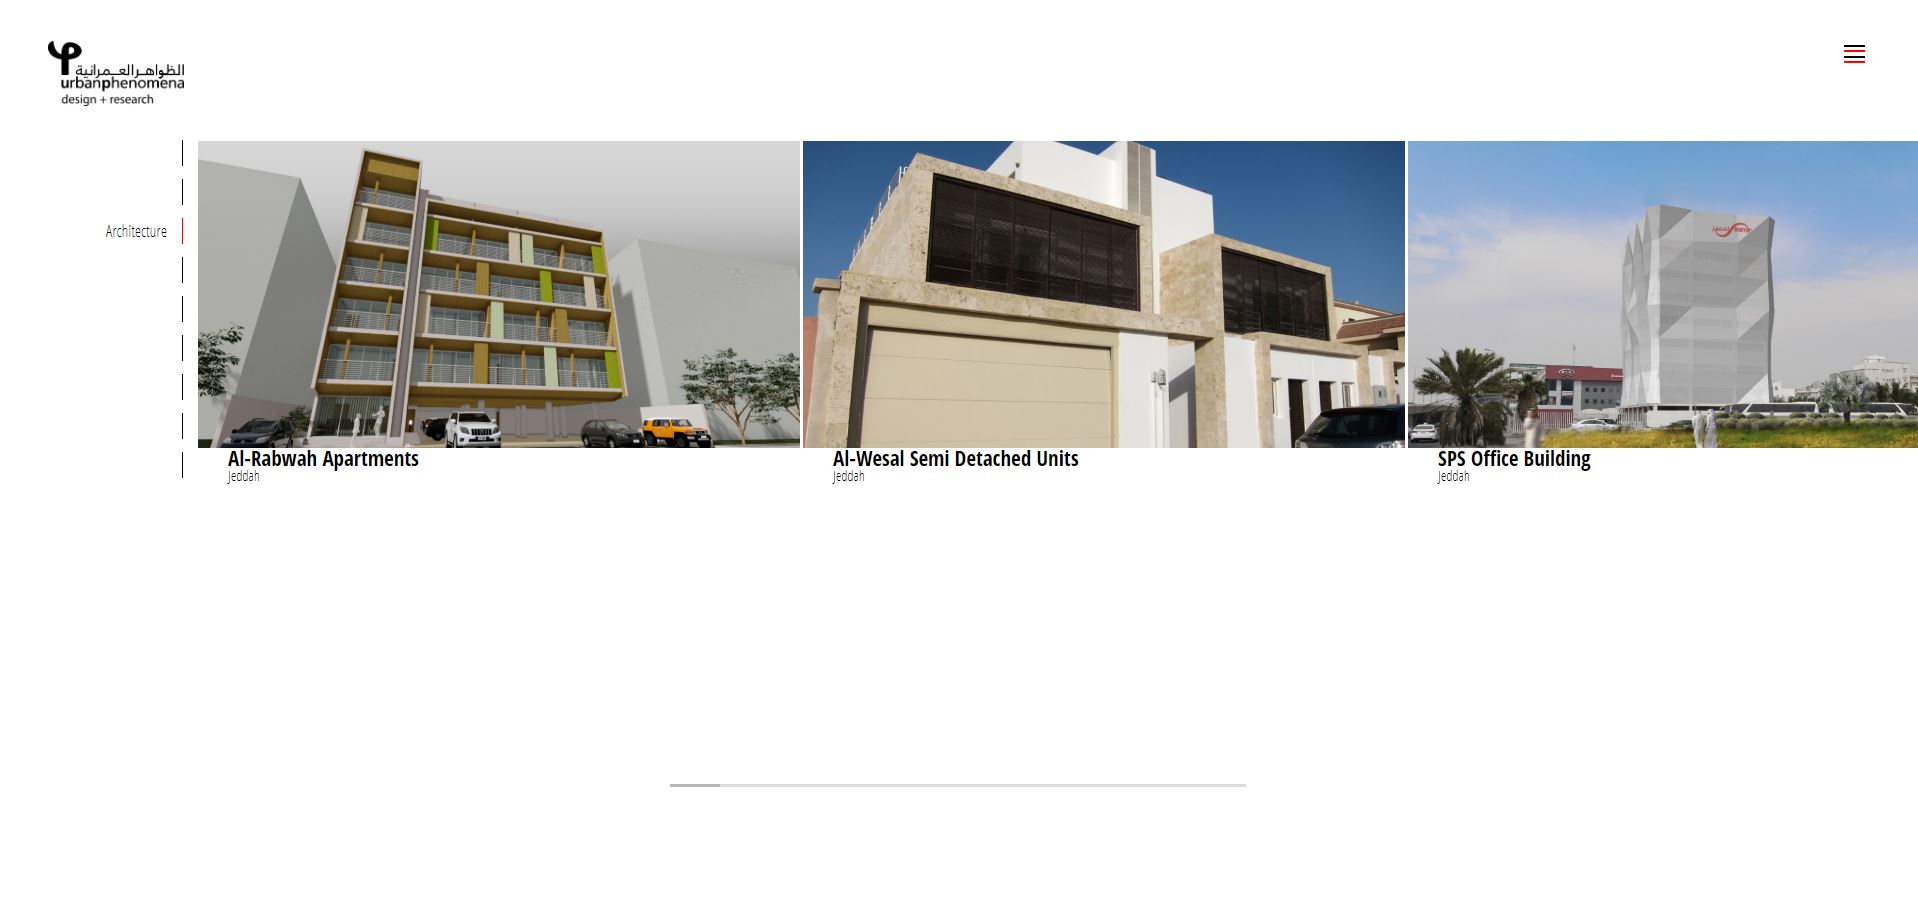 الظواهر العمرانية
urbanphenomena
design + research
Architecture
KIA
Al-Rabwah Apartments
Jeddah
Al-Wesal Semi Detached Units
Jeddah
SPS Office Building
Jeddah